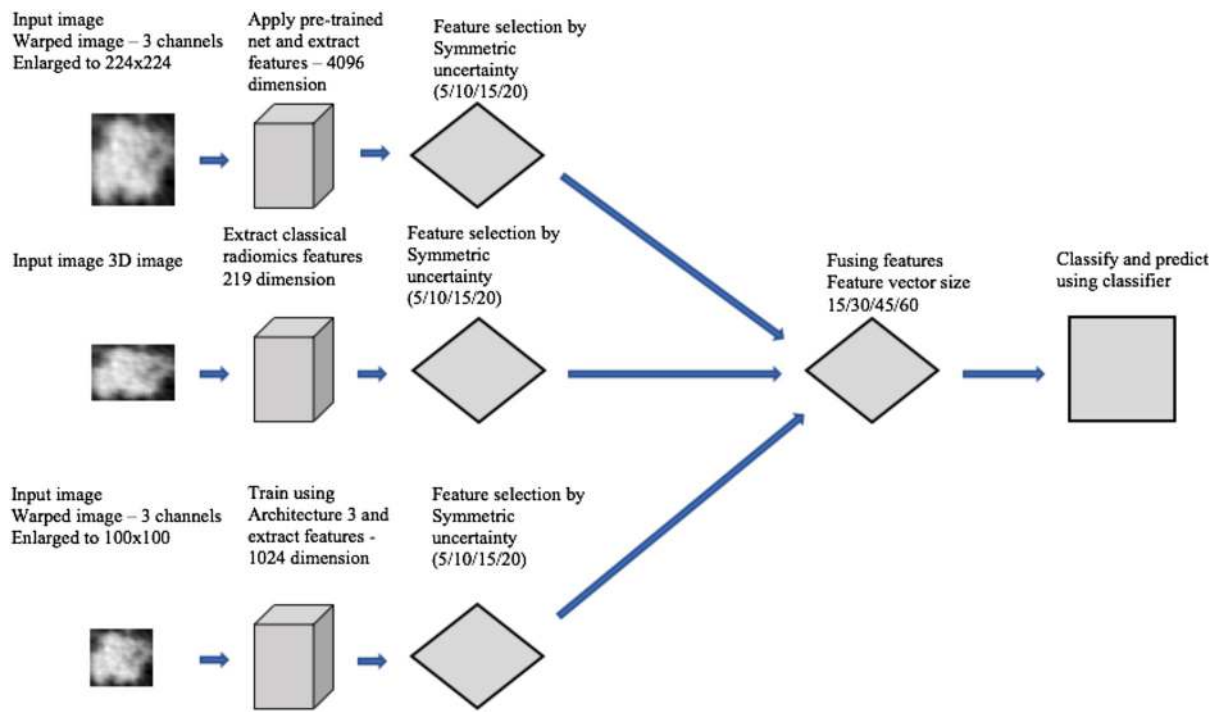 Input image
Warped image – 3 channels
Enlarged to 224x224
Apply pre-trained
net and extract
features – 4096
dimension
Feature selection by
Symmetric
uncertainty
(5/10/15/20)
Input image 3D image
Extract classical
radiomics features
219 dimension
Feature selection by
Symmetric
uncertainty
(5/10/15/20)
Fusing features
Feature vector size
15/30/45/60
Classify and predict
using classifier
Input image
Warped image – 3 channels
Enlarged to 100x100
Train using
Architecture 3 and
extract features -
1024 dimension
Feature selection by
Symmetric
uncertainty
(5/10/15/20)